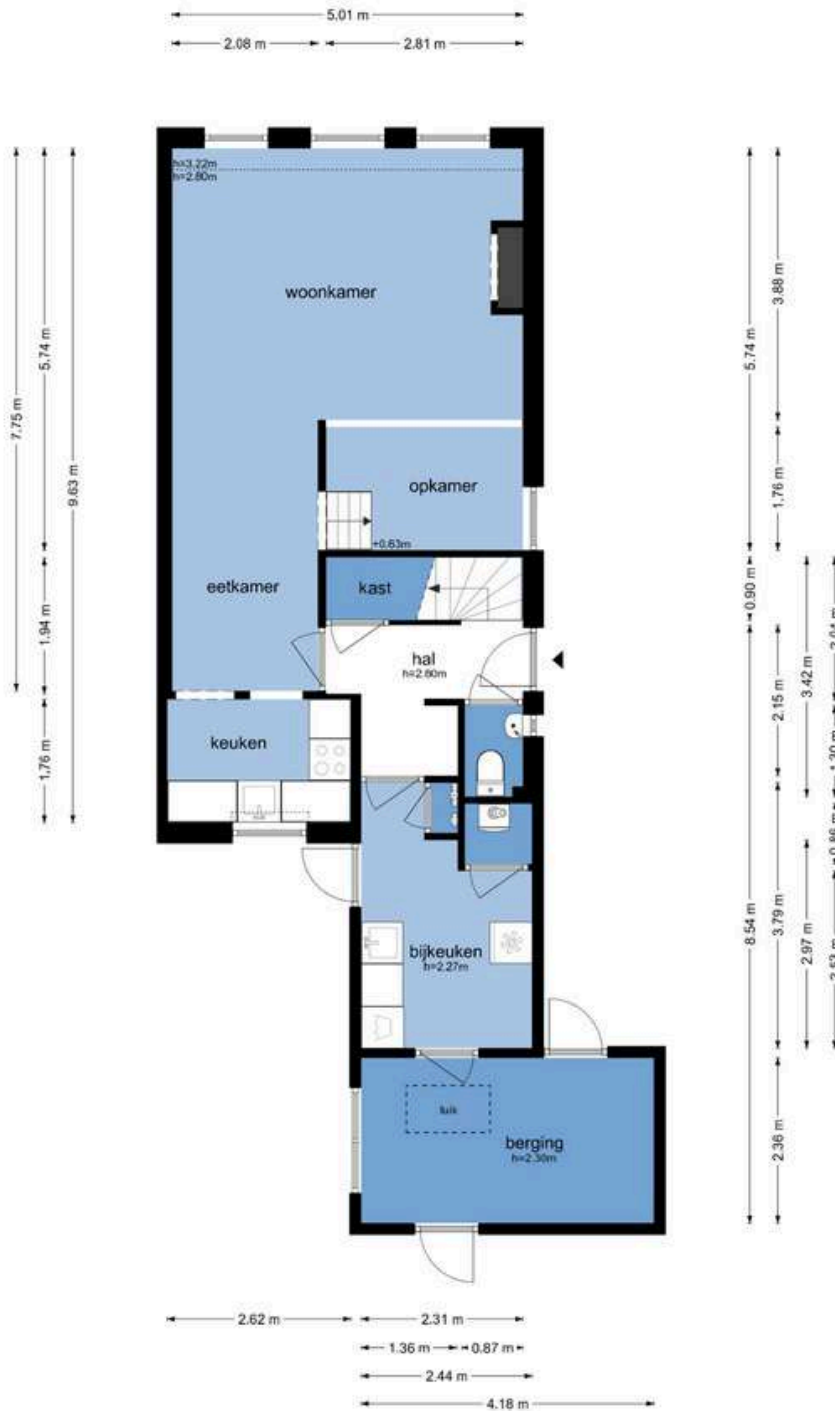 5.01 m
2.08 m
2.81 m
h=3.22m
h=2.80m
woonkamer
opkamer
+0.63m
eetkamer
kast
hal
h=2.60m
keuken
bijkeuken
h=2.27m
luik
berging
h=2.30m
7.75 m
5.74 m
9.63 m
1.94 m
1.76 m
5.74 m
3.88 m
1.76 m
0.90 m
2.15 m
3.42 m
8.54 m
3.79 m
0.86 m
2.97 m
2.36 m
2.62 m
2.31 m
1.36 m
0.87 m
2.44 m
4.18 m